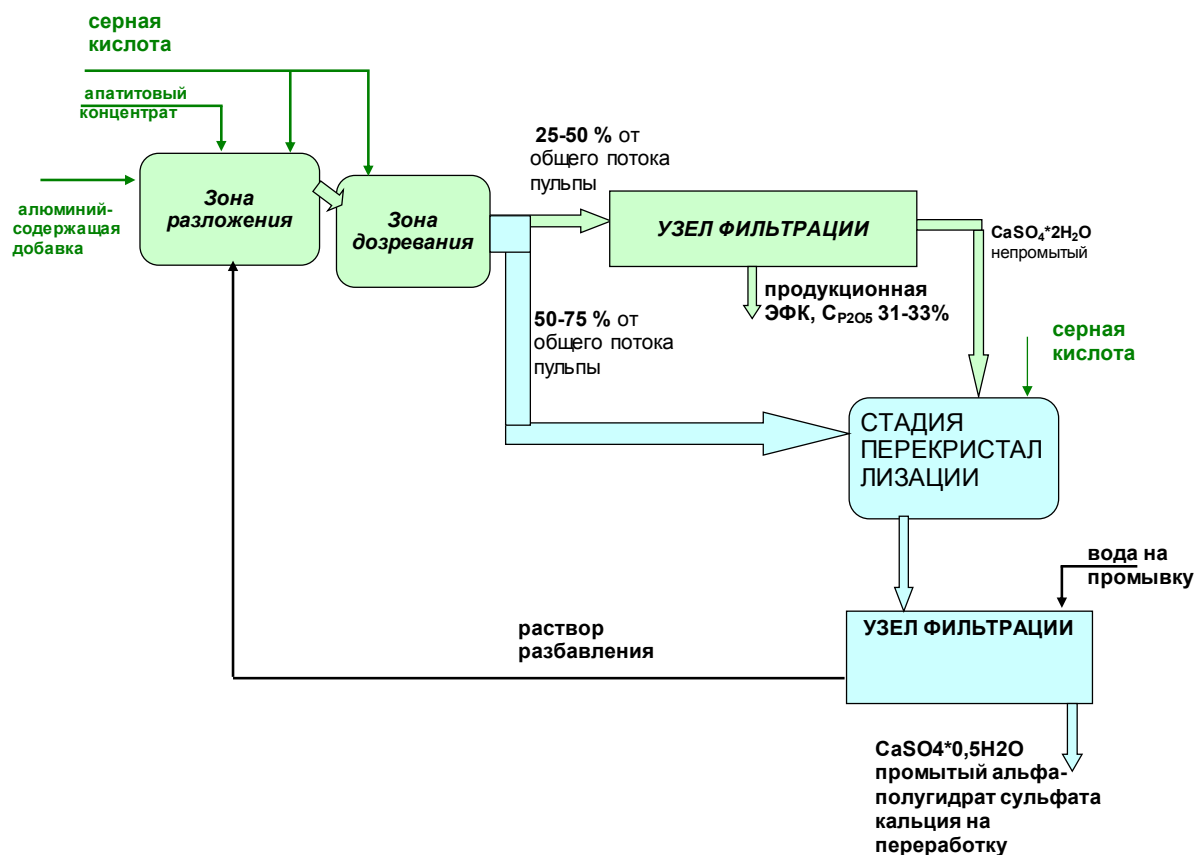 серная
кислота
апатитовый
концентрат
алюминий-
содержащая
добавка
Зона
разложения
Зона
дозревания
25-50 % от
общего потока
пульпы
УЗЕЛ ФИЛЬТРАЦИИ
CaSO4*2H2O
непромытый
продукционная
ЭФК, CP2O5 31-33%
50-75 % от
общего потока
пульпы
серная
кислота
СТАДИЯ
ПЕРЕКРИСТАЛ
ЛИЗАЦИИ
вода на
промывку
УЗЕЛ ФИЛЬТРАЦИИ
раствор
разбавления
CaSO4*0,5H2O
промытый альфа-
полугидрат сульфата
кальция на
переработку